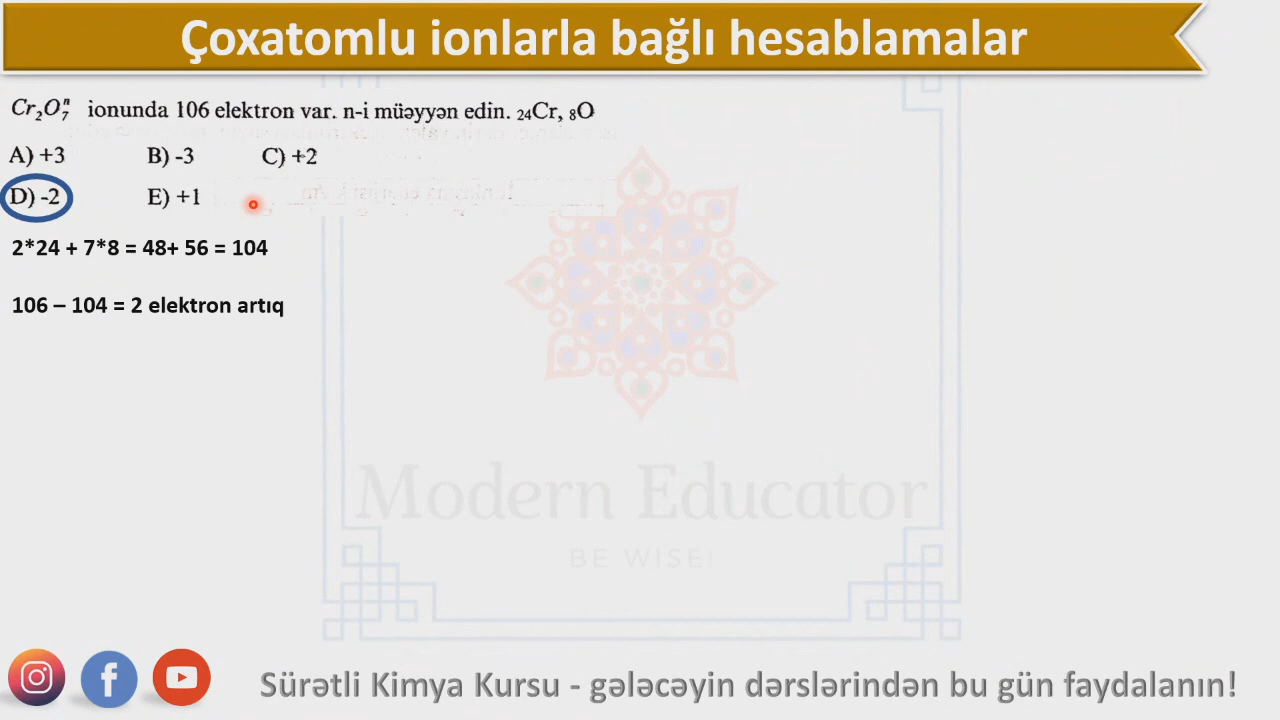 Çoxatomlu ionlarla bağlı hesablamalar
Cr₂O₇ⁿ ionunda 106 elektron var. n-i müəyyən edin. ₂₄Cr, ₈O
A) +3 B) -3 C) +2
D) -2 E) +1
2*24 + 7*8 = 48+ 56 = 104
106 – 104 = 2 elektron artıq
Modern Educator
BE WISE!
Sürətli Kimya Kursu - gələcəyin dərslərindən bu gün faydalanın!